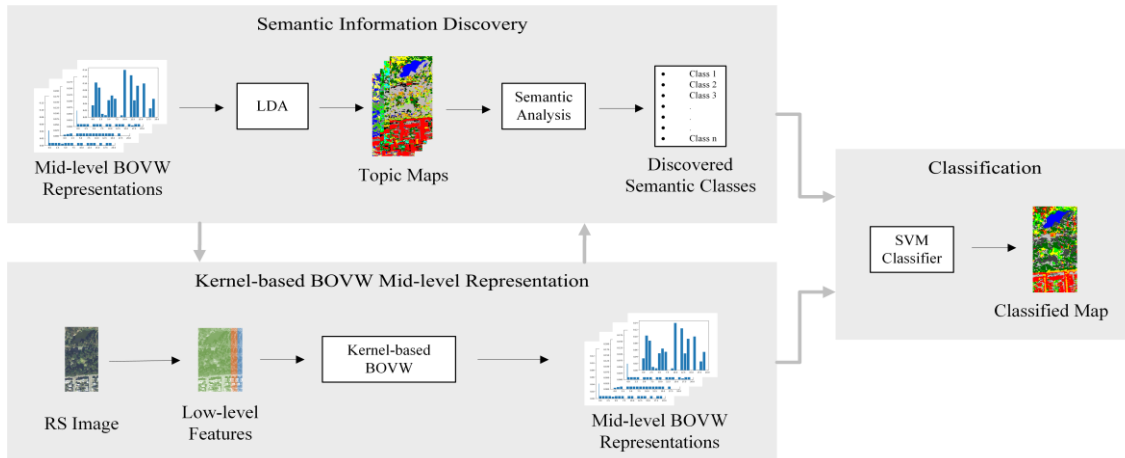 Semantic Information Discovery
Mid-level BOVW
Representations
LDA
Topic Maps
Semantic
Analysis
Class 1
Class 2
Class 3
.
.
.
Class n
Discovered
Semantic Classes
Kernel-based BOVW Mid-level Representation
RS Image
Low-level
Features
Kernel-based
BOVW
Mid-level BOVW
Representations
Classification
SVM
Classifier
Classified Map